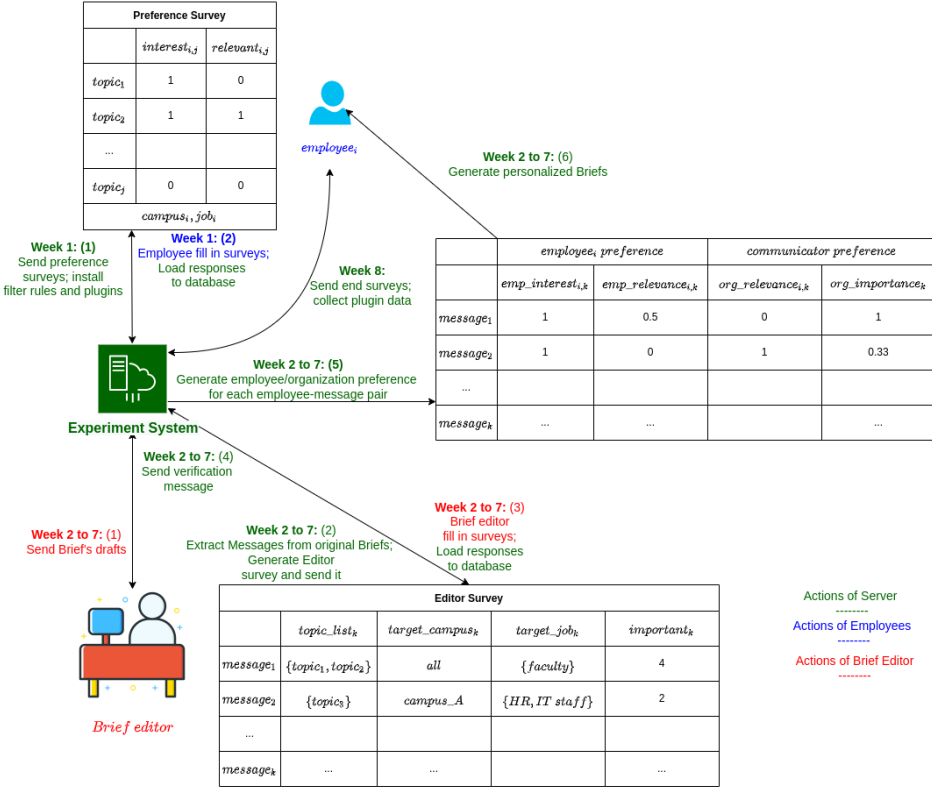 Preference Survey
interest_{i,j} relevant_{i,j}
topic_1 1 0
topic_2 1 1
...
topic_j 0 0
campus_i, job_i
employee_i
Week 2 to 7: (6)
Generate personalized Briefs
Week 1: (1)
Send preference
surveys; install
filter rules and plugins
Week 1: (2)
Employee fill in surveys;
Load responses
to database
Week 8:
Send end surveys;
collect plugin data
employee_i preference communicator preference
emp_interest_{i,k} emp_relevance_{i,k} org_relevance_{i,k} org_importance_k
message_1 1 0.5 0 1
message_2 1 0 1 0.33
...
message_k ... ... ...
Week 2 to 7: (5)
Generate employee/organization preference
for each employee-message pair
Experiment System
Week 2 to 7: (4)
Send verification
message
Week 2 to 7: (1)
Send Brief's drafts
Week 2 to 7: (2)
Extract Messages from original Briefs;
Generate Editor
survey and send it
Week 2 to 7: (3)
Brief editor
fill in surveys;
Load responses
to database
Editor Survey
topic_list_k target_campus_k target_job_k important_k
message_1 {topic_1, topic_2} all {faculty} 4
message_2 {topic_3} campus_A {HR, IT staff} 2
...
message_k ... ... ...
Brief editor
Actions of Server
--------
Actions of Employees
--------
Actions of Brief Editor
--------